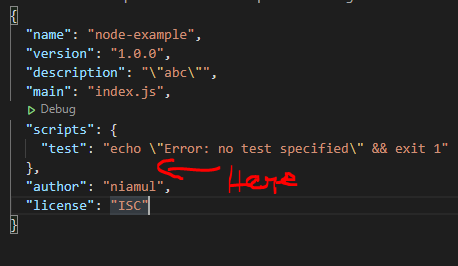 {
"name": "node-example",
"version": "1.0.0",
"description": "\"abc\"",
"main": "index.js",
Debug
"scripts": {
"test": "echo \"Error: no test specified\" && exit 1"
},
"author": "niamul",
Here
"license": "ISC"
}